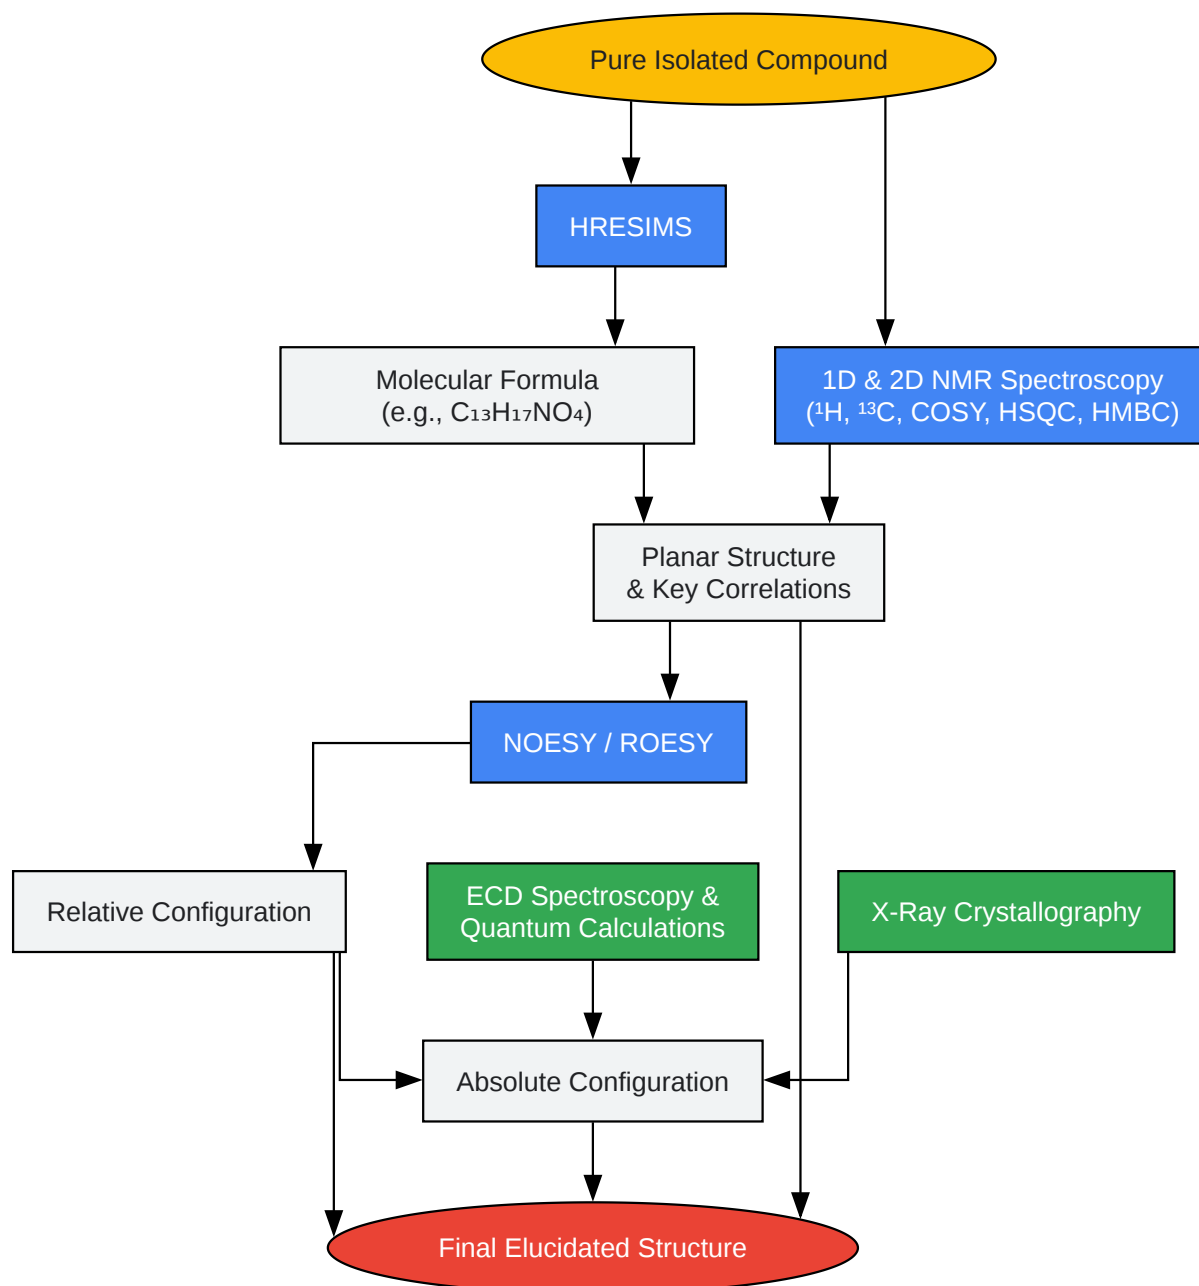 Pure Isolated Compound
HRESIMS
Molecular Formula
(e.g., C₁₃H₁₇NO₄)
1D & 2D NMR Spectroscopy
(¹H, ¹³C, COSY, HSQC, HMBC)
Planar Structure
& Key Correlations
NOESY / ROESY
Relative Configuration
ECD Spectroscopy &
Quantum Calculations
X-Ray Crystallography
Absolute Configuration
Final Elucidated Structure